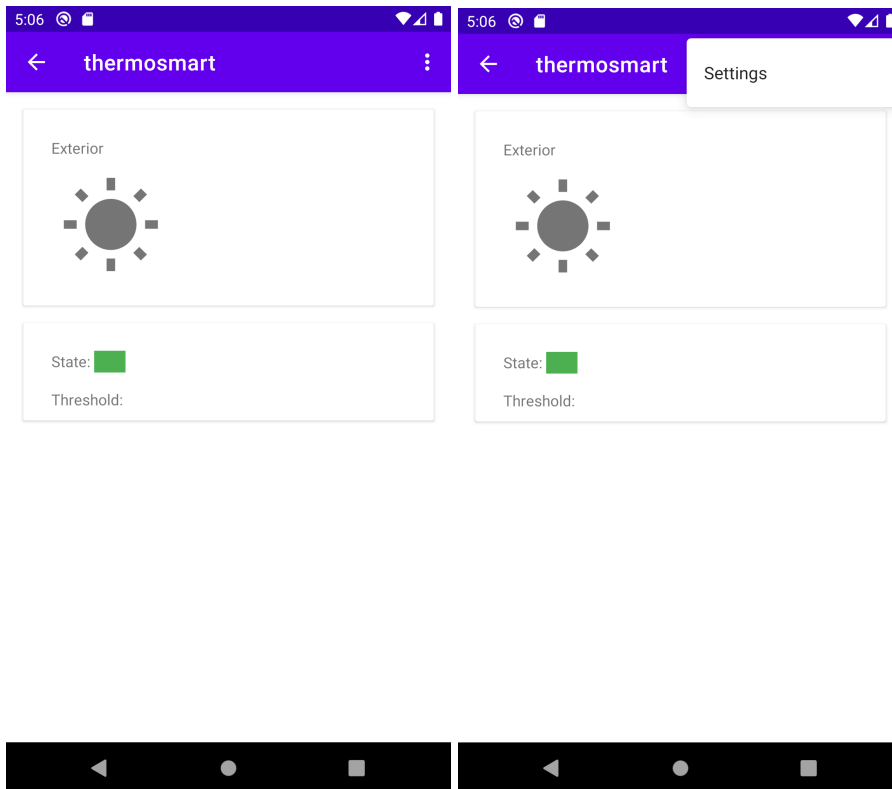 5:06
thermosmart
Exterior
State:
Threshold:
5:06
thermosmart
Settings
Exterior
State:
Threshold: